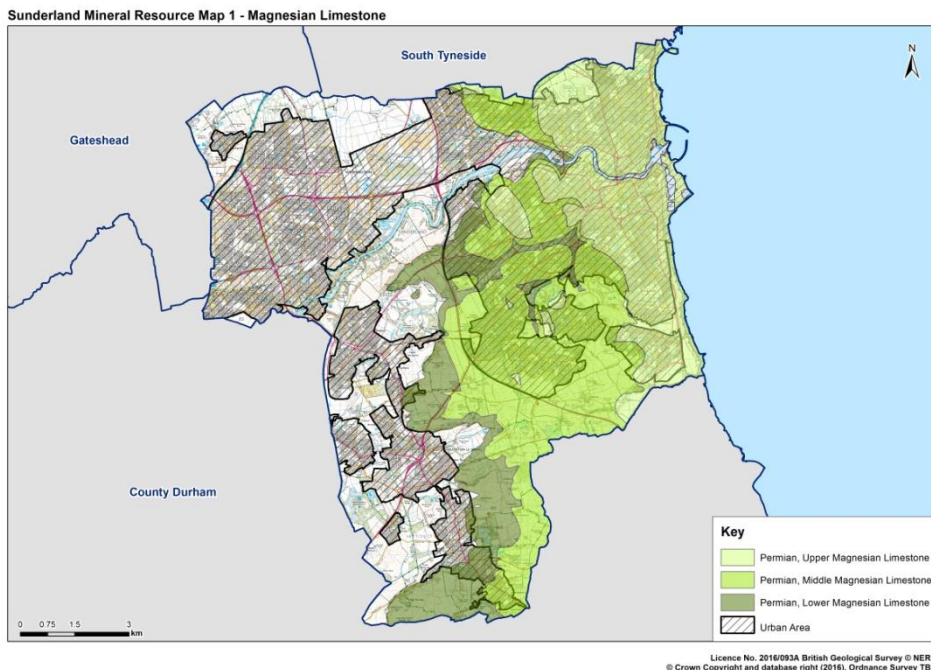 Sunderland Mineral Resource Map 1 - Magnesian Limestone
South Tyneside
N
Gateshead
County Durham
Key
Permian, Upper Magnesian Limestone
Permian, Middle Magnesian Limestone
Permian, Lower Magnesian Limestone
Urban Area
0 0.75 1.5 3
km
Licence No. 2016/093A British Geological Survey © NER
© Crown Copyright and database right (2016). Ordnance Survey TB